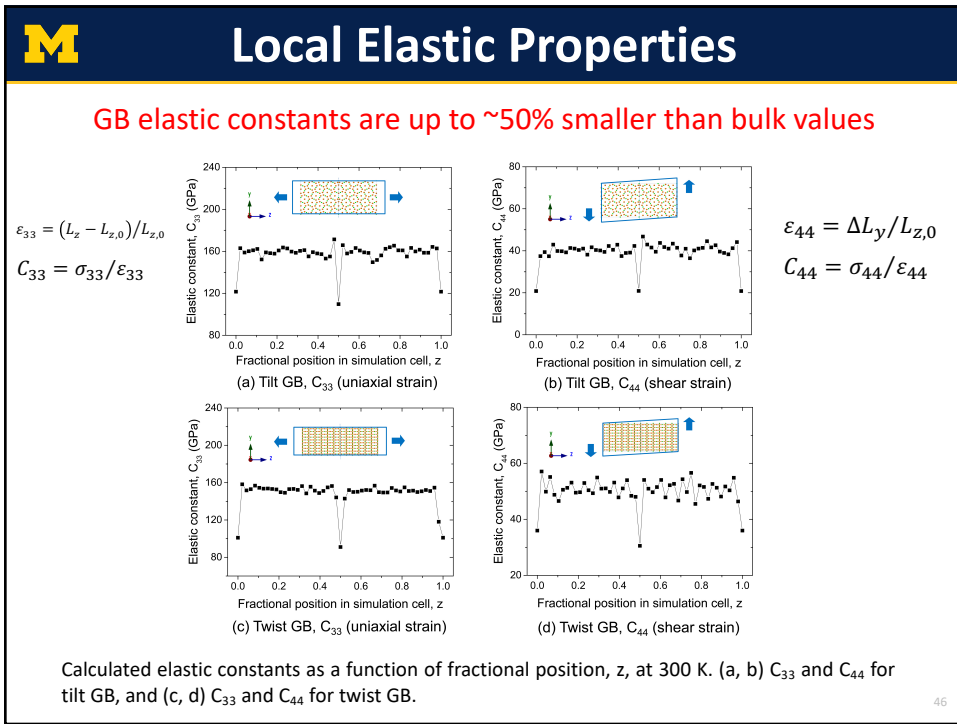 M
Local Elastic Properties
GB elastic constants are up to ~50% smaller than bulk values
𝜀₃₃ = (𝐿_z − 𝐿_z,0)/𝐿_z,0
𝐶₃₃ = 𝜎₃₃/𝜀₃₃
𝜀₄₄ = Δ𝐿_y/𝐿_z,0
𝐶₄₄ = 𝜎₄₄/𝜀₄₄
Elastic constant, C₃₃ (GPa)
240
200
160
120
80
Y
z
0.0 0.2 0.4 0.6 0.8 1.0
Fractional position in simulation cell, z
(a) Tilt GB, C₃₃ (uniaxial strain)
Elastic constant, C₄₄ (GPa)
80
60
40
20
0
Y
z
0.0 0.2 0.4 0.6 0.8 1.0
Fractional position in simulation cell, z
(b) Tilt GB, C₄₄ (shear strain)
Elastic constant, C₃₃ (GPa)
240
200
160
120
80
Y
z
0.0 0.2 0.4 0.6 0.8 1.0
Fractional position in simulation cell, z
(c) Twist GB, C₃₃ (uniaxial strain)
Elastic constant, C₄₄ (GPa)
80
60
40
20
Y
z
0.0 0.2 0.4 0.6 0.8 1.0
Fractional position in simulation cell, z
(d) Twist GB, C₄₄ (shear strain)
Calculated elastic constants as a function of fractional position, z, at 300 K. (a, b) C₃₃ and C₄₄ for
tilt GB, and (c, d) C₃₃ and C₄₄ for twist GB.
46